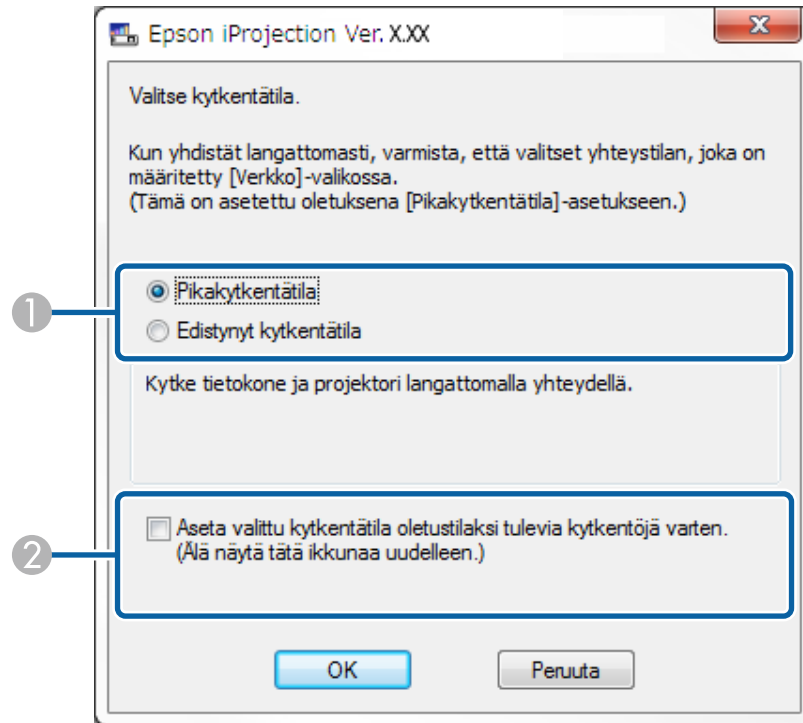 Epson iProjection Ver. X.XX
Valitse kytkentätila.
Kun yhdistät langattomasti, varmista, että valitset yhteystilan, joka on
määritetty [Verkko]-valikossa.
(Tämä on asetettu oletuksena [Pikakytkentätila]-asetukseen.)
1
Pikakytkentätila
Edistynyt kytkentätila
Kytke tietokone ja projektori langattomalla yhteydellä.
2
Aseta valittu kytkentätila oletustilaksi tulevia kytkentöjä varten.
(Älä näytä tätä ikkunaa uudelleen.)
OK
Peruuta